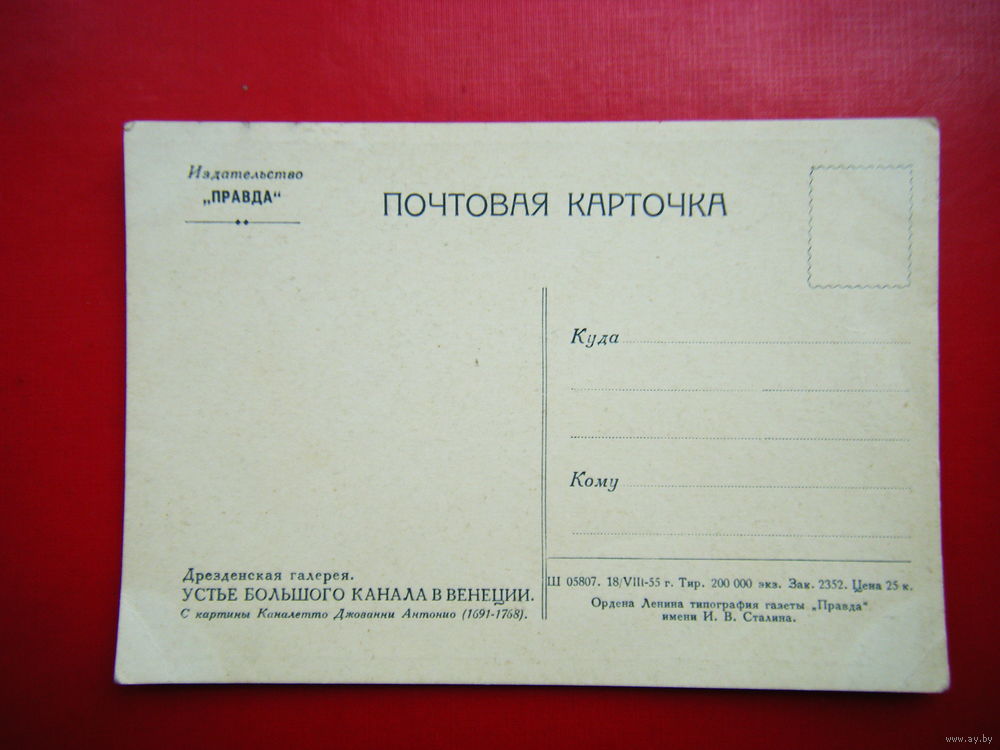 Издательство
„ПРАВДА“
ПОЧТОВАЯ КАРТОЧКА
Куда
Кому
Дрезденская галерея.
УСТЬЕ БОЛЬШОГО КАНАЛА В ВЕНЕЦИИ.
С картины Каналетто Джованни Антонио (1691-1768).
Ш 05807. 18/VIII-55 г. Тир. 200 000 экз. Зак. 2352. Цена 25 к.
Ордена Ленина типография газеты „Правда“
имени И. В. Сталина.
www.ay.by